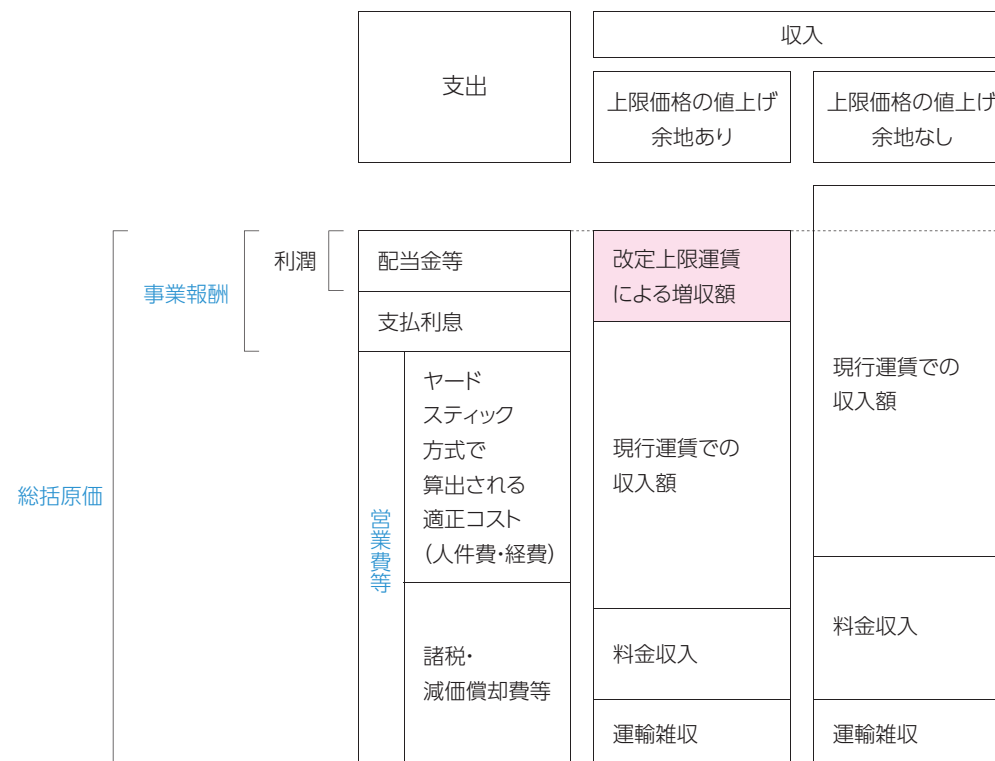 支出
収入
上限価格の値上げ
余地あり
上限価格の値上げ
余地なし
総括原価
事業報酬
利潤
配当金等
支払利息
営業費等
ヤード
スティック
方式で
算出される
適正コスト
(人件費・経費)
諸税・
減価償却費等
改定上限運賃
による増収額
現行運賃での
収入額
料金収入
運輸雑収
現行運賃での
収入額
料金収入
運輸雑収